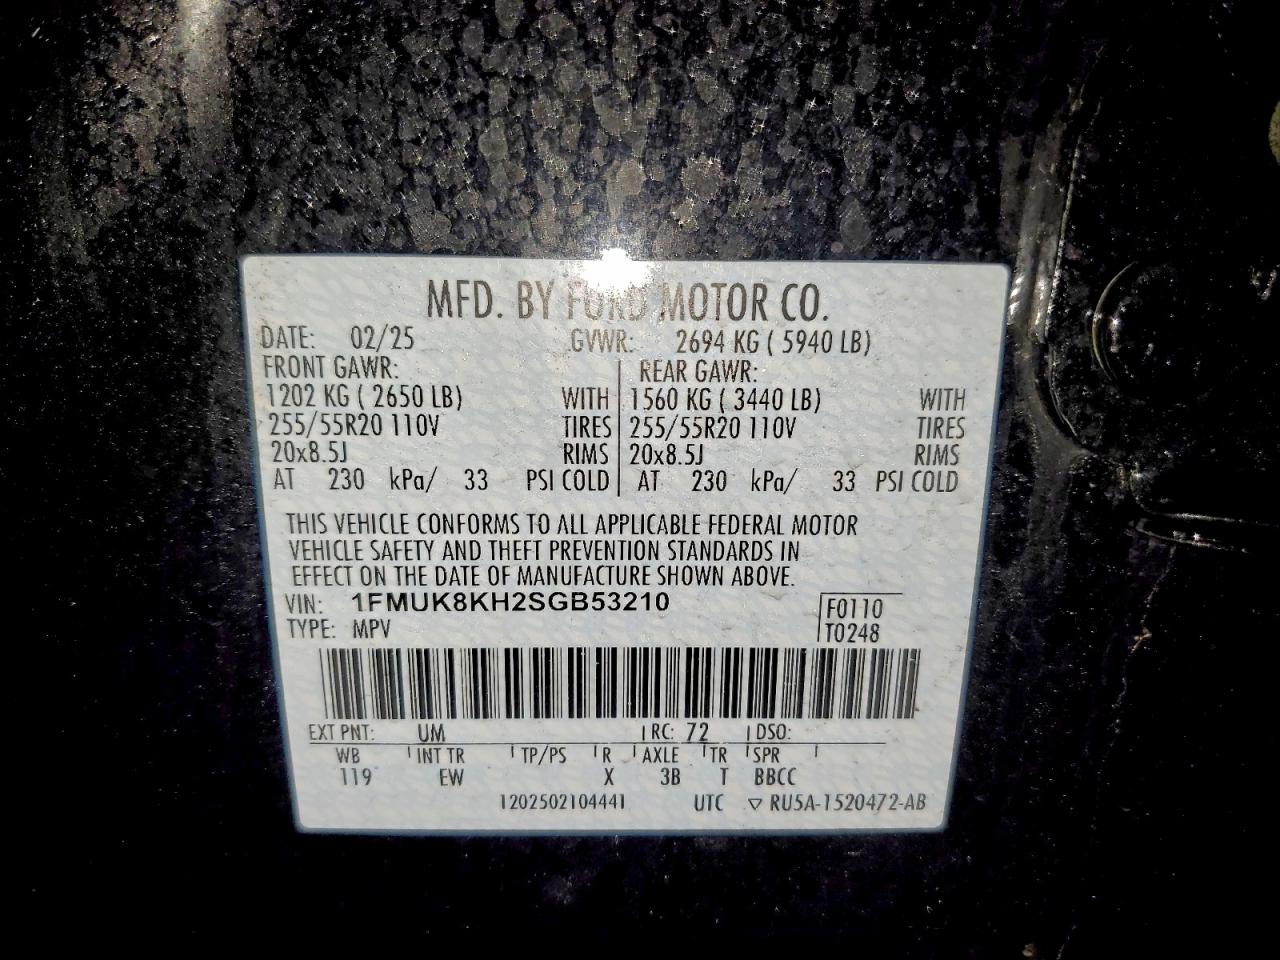 MFD. BY FORD MOTOR CO.
DATE: 02/25 GVWR: 2694 KG ( 5940 LB)
FRONT GAWR: REAR GAWR:
1202 KG ( 2650 LB) WITH 1560 KG ( 3440 LB) WITH
255/55R20 110V TIRES 255/55R20 110V TIRES
20x8.5J RIMS 20x8.5J RIMS
AT 230 kPa/ 33 PSI COLD AT 230 kPa/ 33 PSI COLD
THIS VEHICLE CONFORMS TO ALL APPLICABLE FEDERAL MOTOR
VEHICLE SAFETY AND THEFT PREVENTION STANDARDS IN
EFFECT ON THE DATE OF MANUFACTURE SHOWN ABOVE.
VIN: 1FMUK8KH2SGB53210 F0110
TYPE: MPV T0248
EXT PNT: UM RC: 72 DSO:
WB INT TR TP/PS R AXLE TR SPR
119 EW X 3B T BBCC
1202502104441 UTC ▽ RU5A-1520472-AB